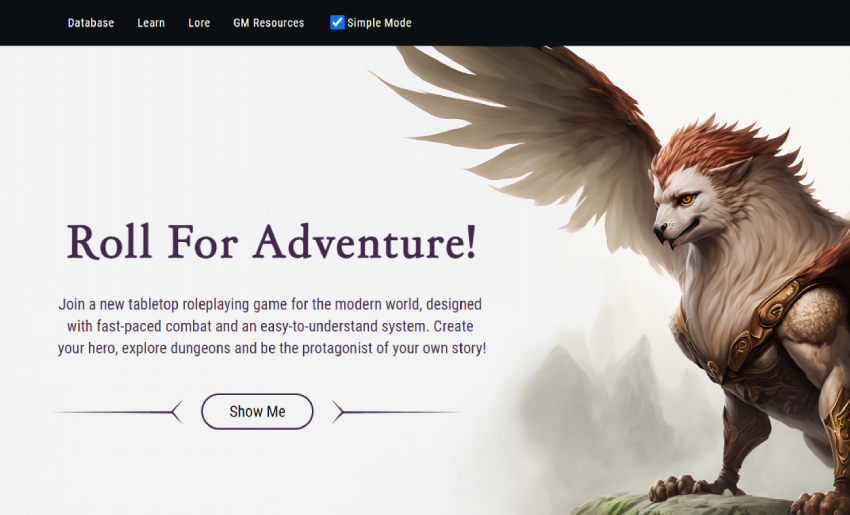 Database Learn Lore GM Resources Simple Mode
Roll For Adventure!
Join a new tabletop roleplaying game for the modern world, designed
with fast-paced combat and an easy-to-understand system. Create
your hero, explore dungeons and be the protagonist of your own story!
Show Me